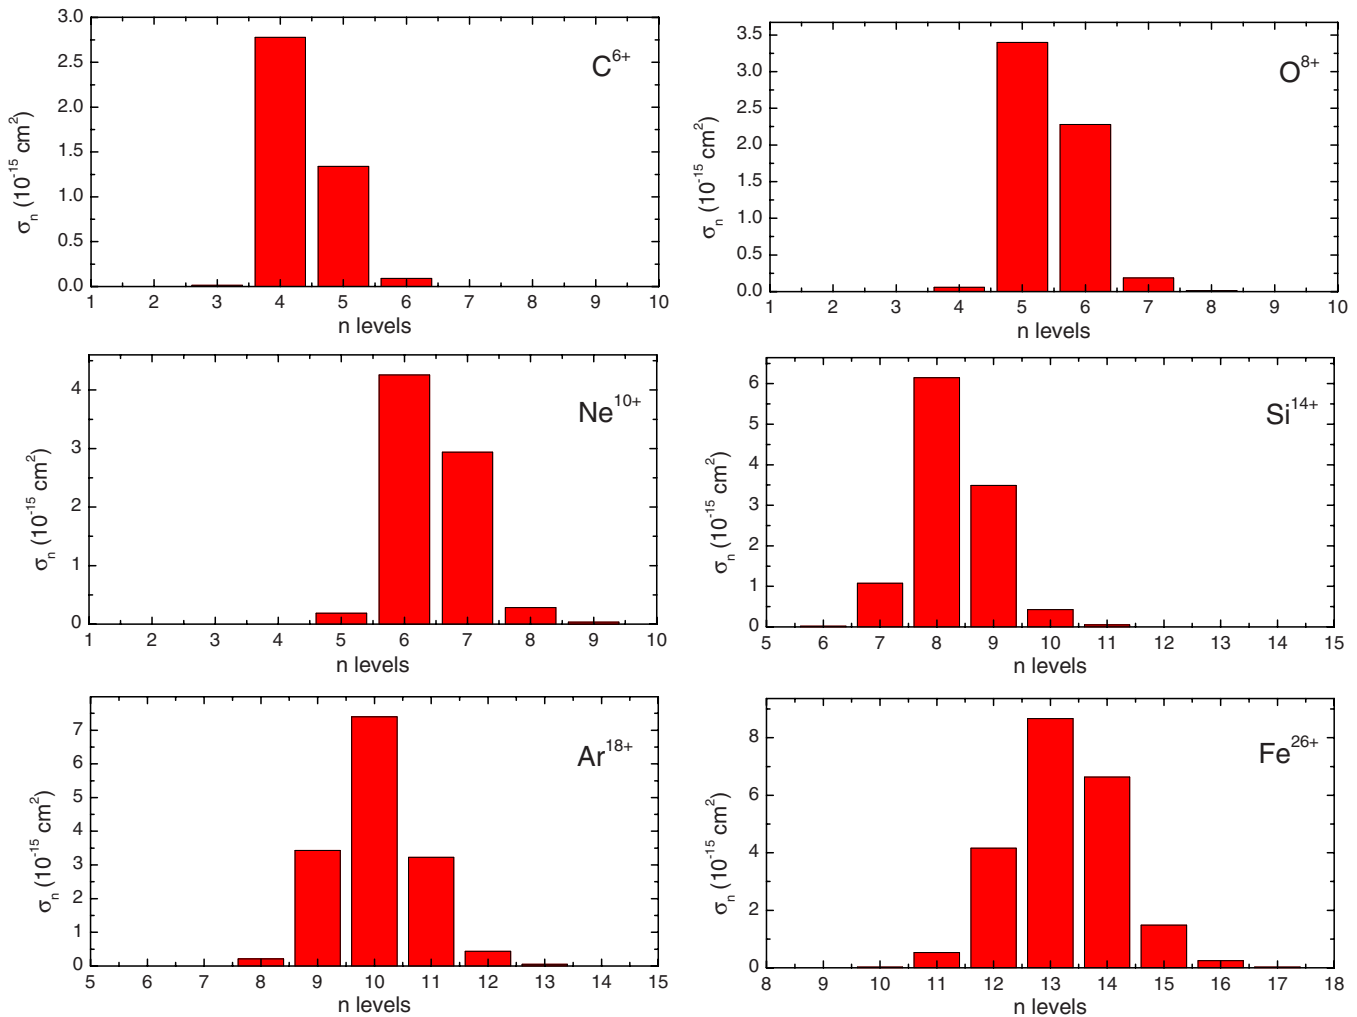 3.0
2.5
2.0
1.5
1.0
0.5
0.0
σn (10-15 cm2)
C6+
1 2 3 4 5 6 7 8 9 10
n levels
3.5
3.0
2.5
2.0
1.5
1.0
0.5
0.0
σn (10-15 cm2)
O8+
1 2 3 4 5 6 7 8 9 10
n levels
4
3
2
1
0
σn (10-15 cm2)
Ne10+
1 2 3 4 5 6 7 8 9 10
n levels
6
5
4
3
2
1
0
σn (10-15 cm2)
Si14+
5 6 7 8 9 10 11 12 13 14 15
n levels
7
6
5
4
3
2
1
0
σn (10-15 cm2)
Ar18+
5 6 7 8 9 10 11 12 13 14 15
n levels
8
6
4
2
0
σn (10-15 cm2)
Fe26+
8 9 10 11 12 13 14 15 16 17 18
n levels